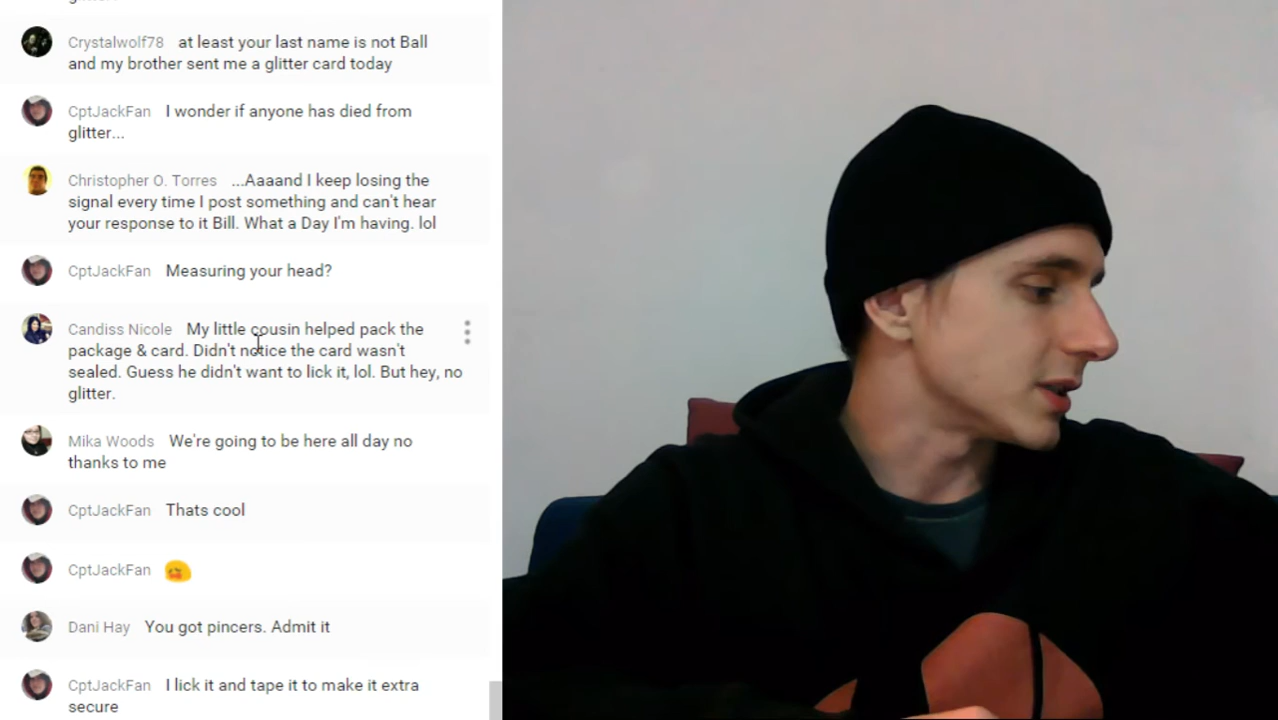 Crystalwolf78 at least your last name is not Ball
and my brother sent me a glitter card today
CptJackFan I wonder if anyone has died from
glitter...
Christopher O. Torres ...Aaaand I keep losing the
signal every time I post something and can't hear
your response to it Bill. What a Day I'm having. lol
CptJackFan Measuring your head?
Candiss Nicole My little cousin helped pack the
package & card. Didn't notice the card wasn't
sealed. Guess he didn't want to lick it, lol. But hey, no
glitter.
Mika Woods We're going to be here all day no
thanks to me
CptJackFan Thats cool
CptJackFan
Dani Hay You got pincers. Admit it
CptJackFan I lick it and tape it to make it extra
secure